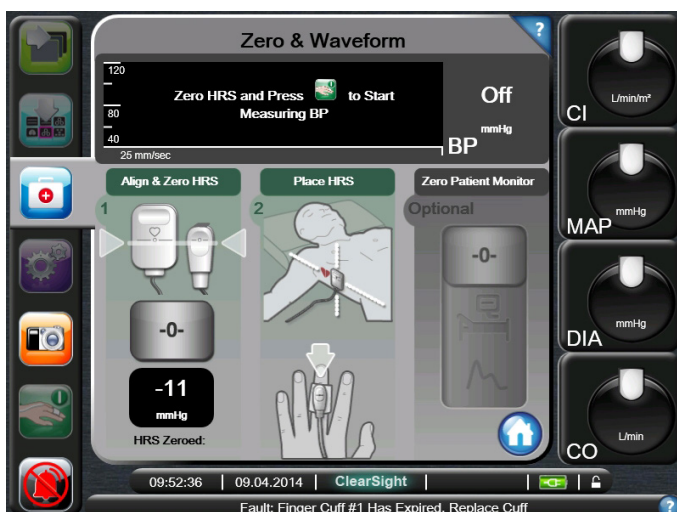 Zero & Waveform
?
120
80
40
25 mm/sec
Zero HRS and Press to Start
Measuring BP
Off
mmHg
BP
Align & Zero HRS
1
-0-
-11
mmHg
HRS Zeroed:
Place HRS
2
Zero Patient Monitor
Optional
-0-
L/min/m²
CI
mmHg
MAP
mmHg
DIA
L/min
CO
09:52:36 | 09.04.2014 | ClearSight
Fault: Finger Cuff #1 Has Expired. Replace Cuff
?